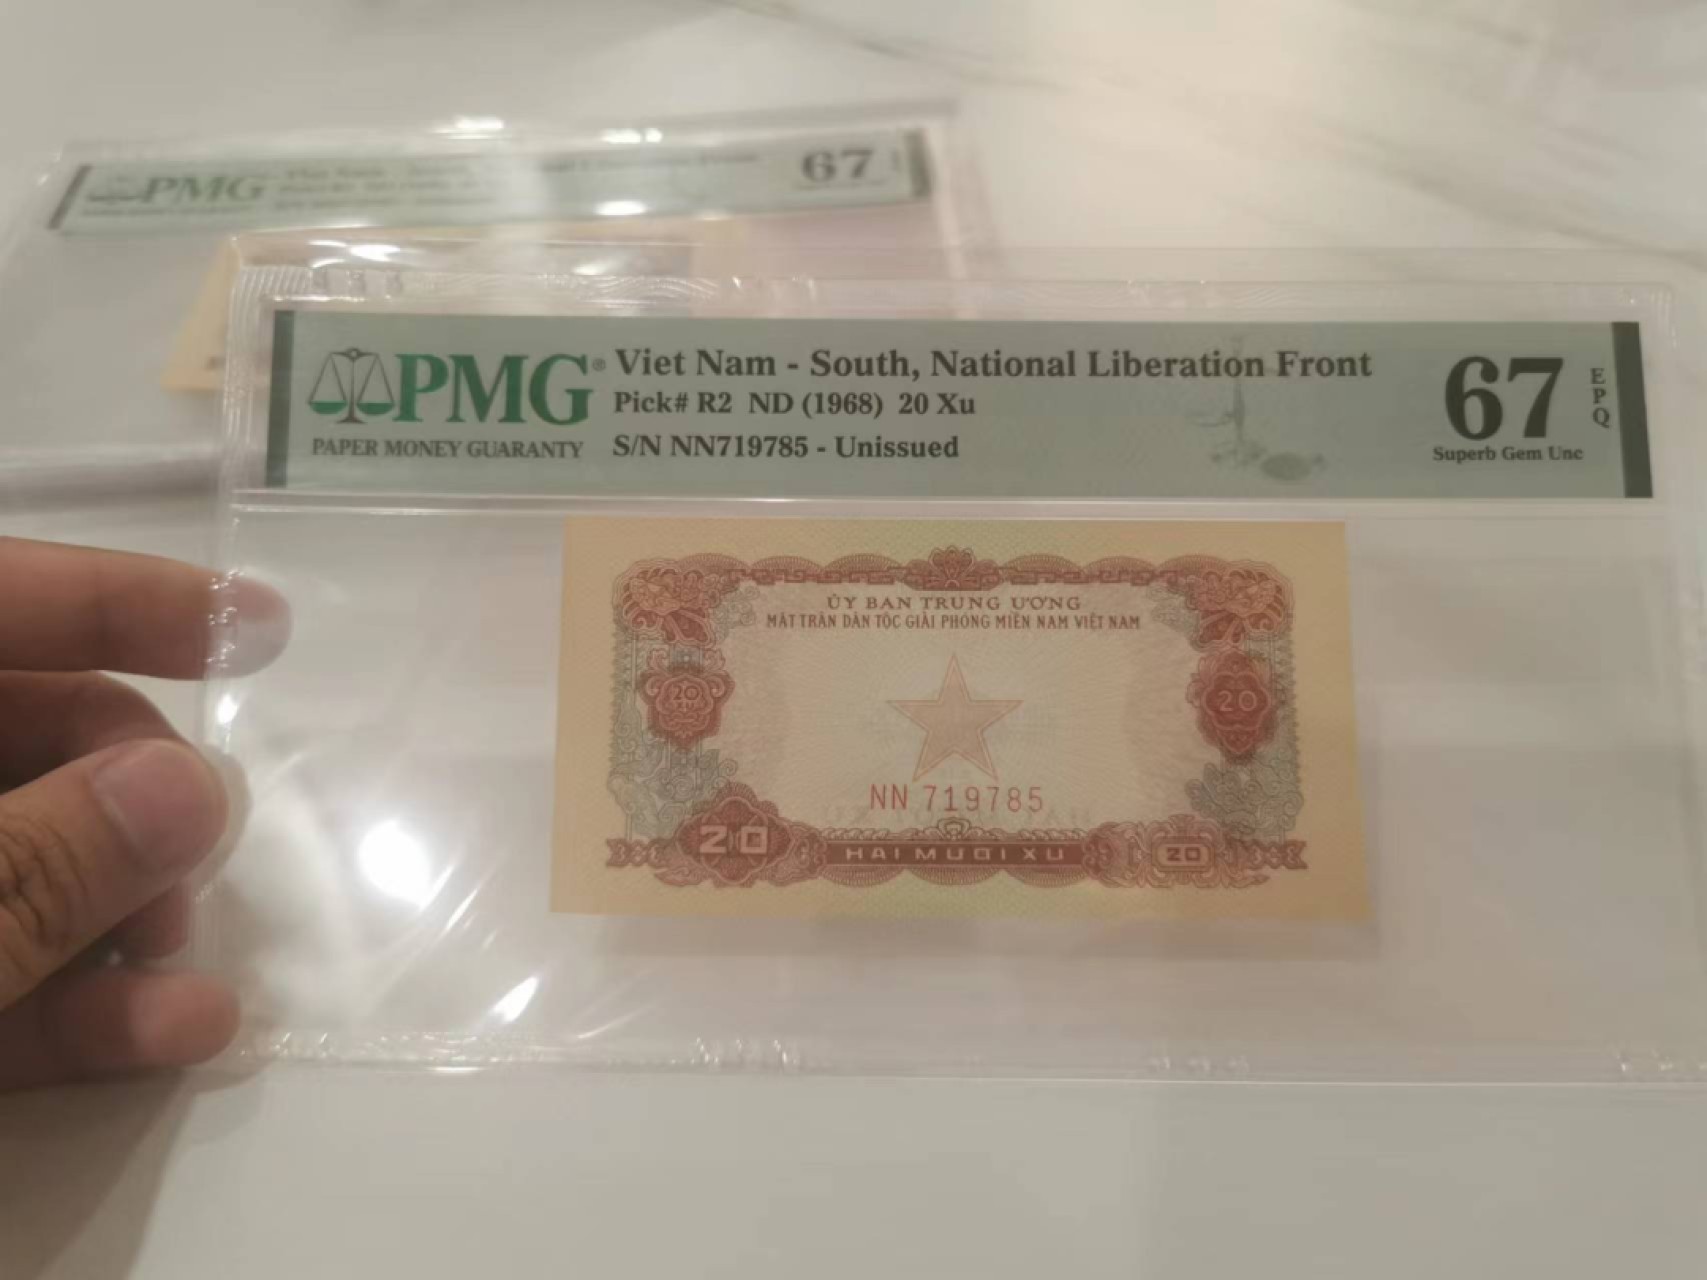 PMG
67
PMG® Viet Nam - South, National Liberation Front
Pick# R2 ND (1968) 20 Xu
PAPER MONEY GUARANTY
S/N NN719785 - Unissued
67
EPQ
Superb Gem Unc
ỦY BAN TRUNG ƯƠNG
MẶT TRẬN DÂN TỘC GIẢI PHÓNG MIỀN NAM VIỆT NAM
20
20
NN 719785
20
HAI MƯƠI XU
20